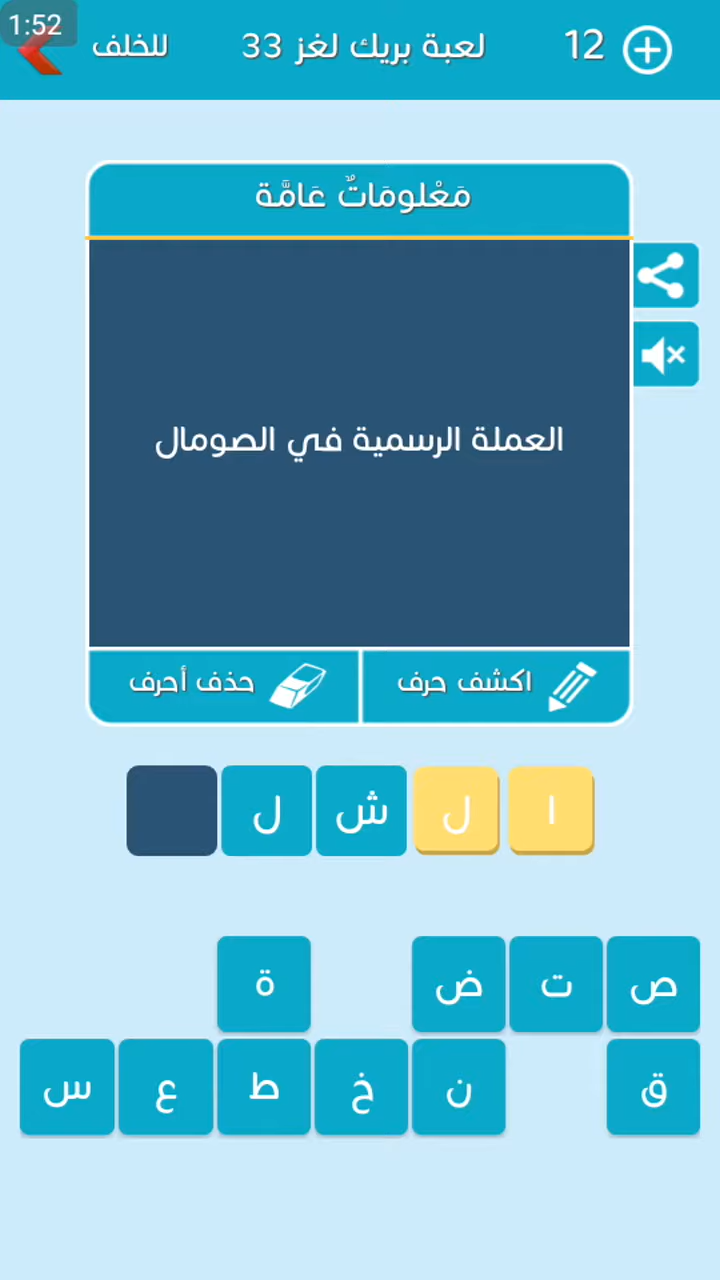 1:52
للخلف
لعبة بريك لغز 33
12
مَعْلومَاتٌ عَامَّة
العملة الرسمية في الصومال
اكشف حرف
حذف أحرف
ا ل ش ل
ص ت ض ة
ق ن خ ط ع س